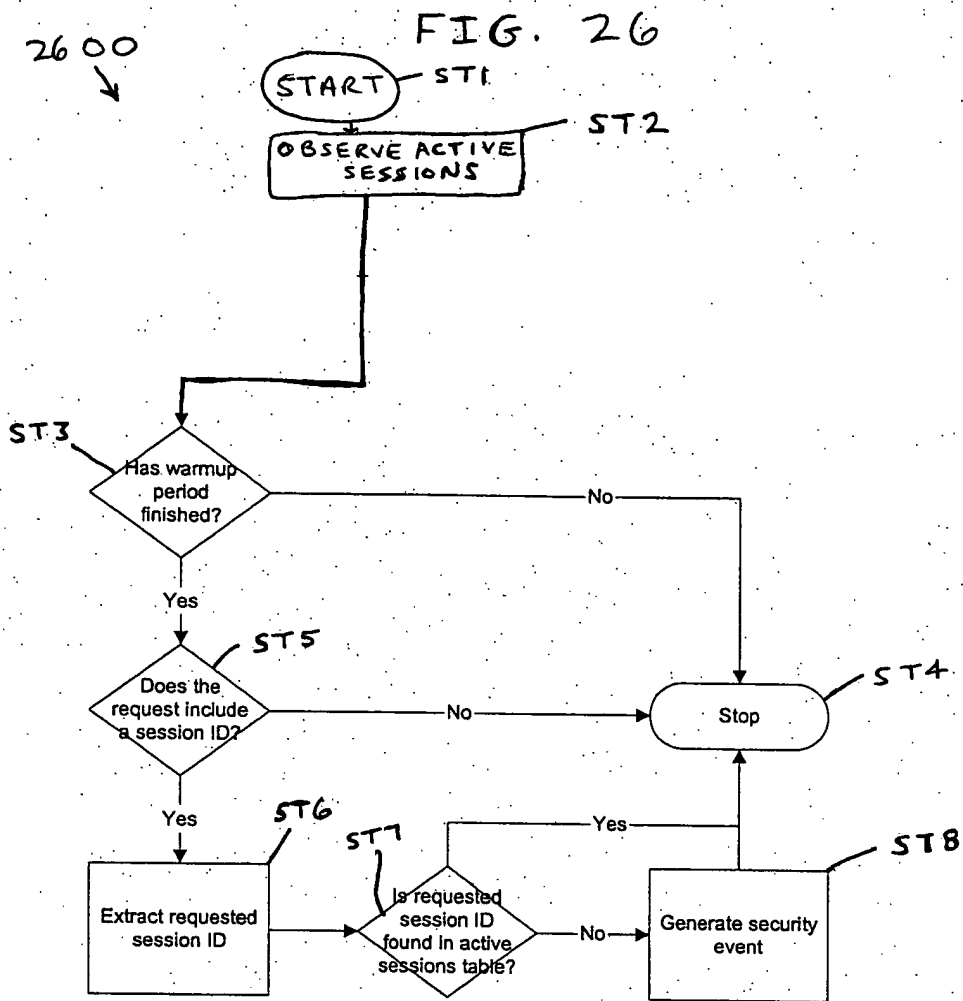 FIG. 26
2600
START
ST1
ST2
OBSERVE ACTIVE
SESSIONS
ST3
Has warmup
period
finished?
No
Yes
ST5
Does the
request include
a session ID?
No
ST4
Stop
Yes
ST6
ST7
Yes
ST8
Extract requested
session ID
Is requested
session ID
found in active
sessions table?
No
Generate security
event